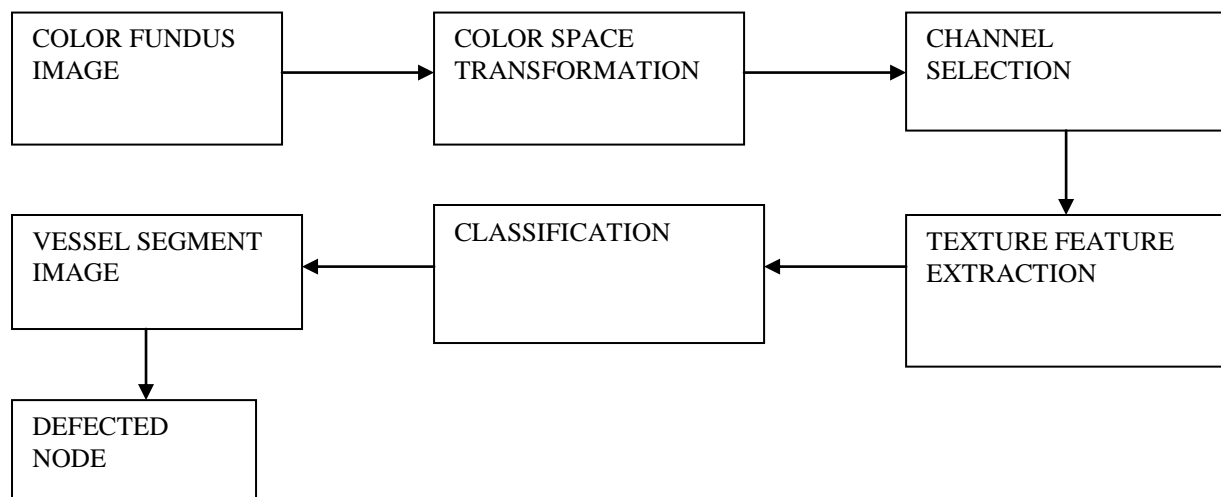 COLOR FUNDUS
IMAGE
COLOR SPACE
TRANSFORMATION
CHANNEL
SELECTION
TEXTURE FEATURE
EXTRACTION
CLASSIFICATION
VESSEL SEGMENT
IMAGE
DEFECTED
NODE